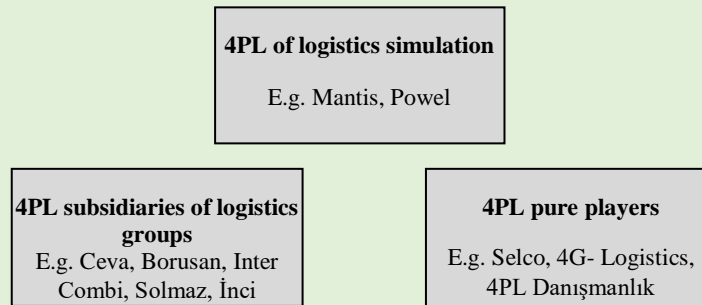 4PL of logistics simulation
E.g. Mantis, Powel
4PL subsidiaries of logistics
groups
E.g. Ceva, Borusan, Inter
Combi, Solmaz, İnci
4PL pure players
E.g. Selco, 4G- Logistics,
4PL Danışmanlık